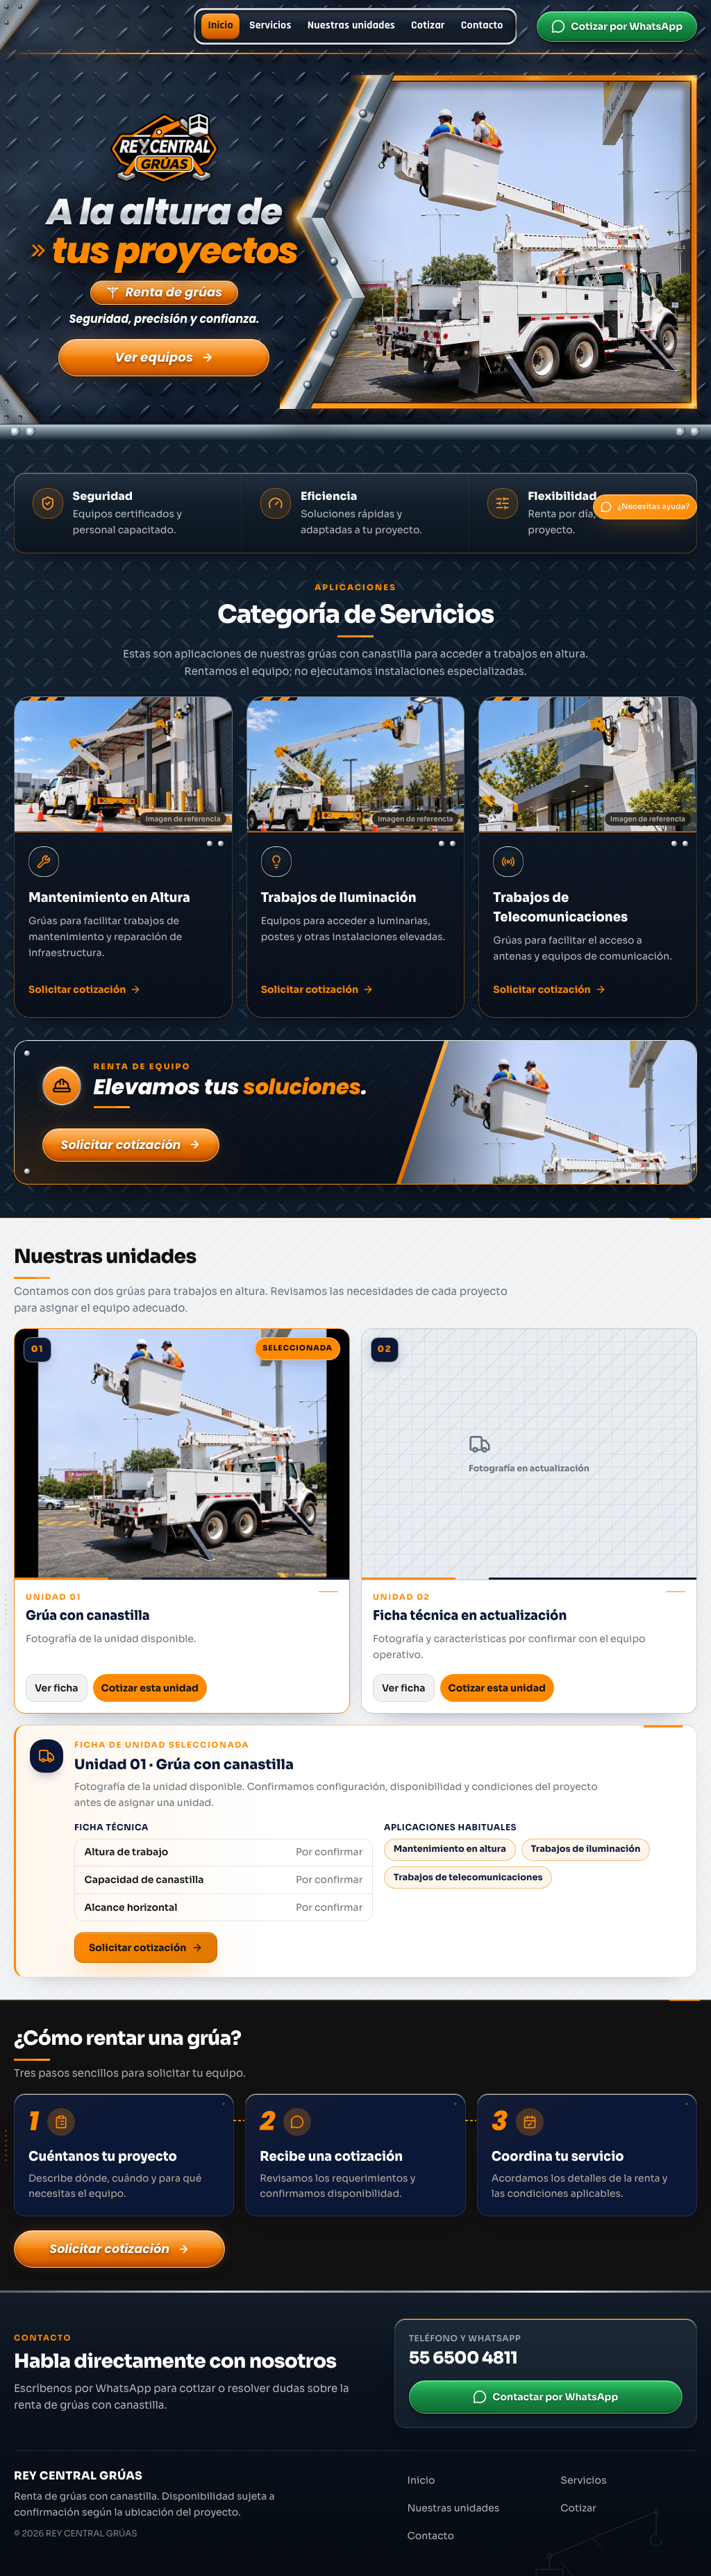 Inicio
Servicios
Nuestras unidades
Cotizar
Contacto
Cotizar por WhatsApp
REY CENTRAL
GRÚAS
A la altura de
» tus proyectos
Renta de grúas
Seguridad, precisión y confianza.
Ver equipos →
Seguridad
Equipos certificados y
personal capacitado.
Eficiencia
Soluciones rápidas y
adaptadas a tu proyecto.
Flexibilidad
Renta por día,
proyecto.
¿Necesitas ayuda?
APLICACIONES
Categoría de Servicios
Estas son aplicaciones de nuestras grúas con canastilla para acceder a trabajos en altura.
Rentamos el equipo; no ejecutamos instalaciones especializadas.
Imagen de referencia
Mantenimiento en Altura
Grúas para facilitar trabajos de
mantenimiento y reparación de
infraestructura.
Solicitar cotización →
Imagen de referencia
Trabajos de Iluminación
Equipos para acceder a luminarias,
postes y otras instalaciones elevadas.
Solicitar cotización →
Imagen de referencia
Trabajos de
Telecomunicaciones
Grúas para facilitar el acceso a
antenas y equipos de comunicación.
Solicitar cotización →
RENTA DE EQUIPO
Elevamos tus soluciones.
Solicitar cotización →
Nuestras unidades
Contamos con dos grúas para trabajos en altura. Revisamos las necesidades de cada proyecto
para asignar el equipo adecuado.
01
SELECCIONADA
UNIDAD 01
Grúa con canastilla
Fotografía de la unidad disponible.
Ver ficha
Cotizar esta unidad
02
Fotografía en actualización
UNIDAD 02
Ficha técnica en actualización
Fotografía y características por confirmar con el equipo
operativo.
Ver ficha
Cotizar esta unidad
FICHA DE UNIDAD SELECCIONADA
Unidad 01 · Grúa con canastilla
Fotografía de la unidad disponible. Confirmamos configuración, disponibilidad y condiciones del proyecto
antes de asignar una unidad.
FICHA TÉCNICA
Altura de trabajo Por confirmar
Capacidad de canastilla Por confirmar
Alcance horizontal Por confirmar
APLICACIONES HABITUALES
Mantenimiento en altura
Trabajos de iluminación
Trabajos de telecomunicaciones
Solicitar cotización →
¿Cómo rentar una grúa?
Tres pasos sencillos para solicitar tu equipo.
1
Cuéntanos tu proyecto
Describe dónde, cuándo y para qué
necesitas el equipo.
2
Recibe una cotización
Revisamos los requerimientos y
confirmamos disponibilidad.
3
Coordina tu servicio
Acordamos los detalles de la renta y
las condiciones aplicables.
Solicitar cotización →
CONTACTO
Habla directamente con nosotros
Escríbenos por WhatsApp para cotizar o resolver dudas sobre la
renta de grúas con canastilla.
TELÉFONO Y WHATSAPP
55 6500 4811
Contactar por WhatsApp
REY CENTRAL GRÚAS
Renta de grúas con canastilla. Disponibilidad sujeta a
confirmación según la ubicación del proyecto.
© 2026 REY CENTRAL GRÚAS
Inicio
Servicios
Nuestras unidades
Cotizar
Contacto